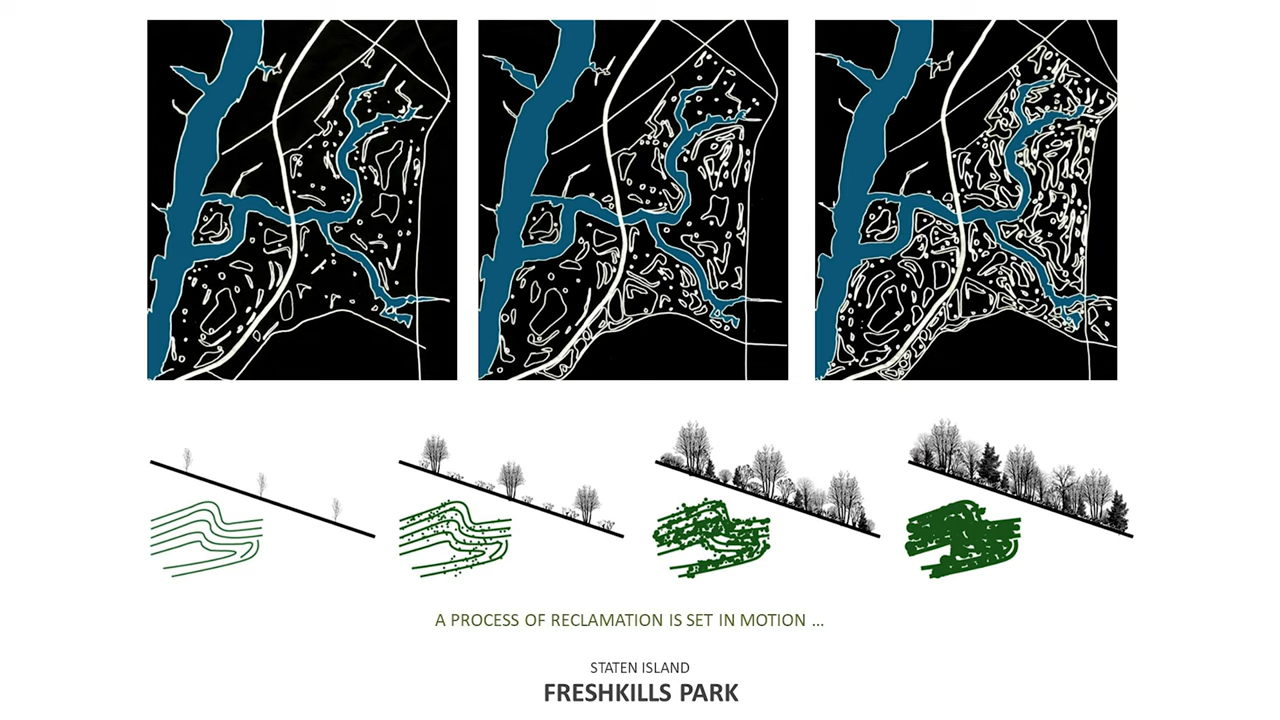 A PROCESS OF RECLAMATION IS SET IN MOTION ...
STATEN ISLAND
FRESHKILLS PARK